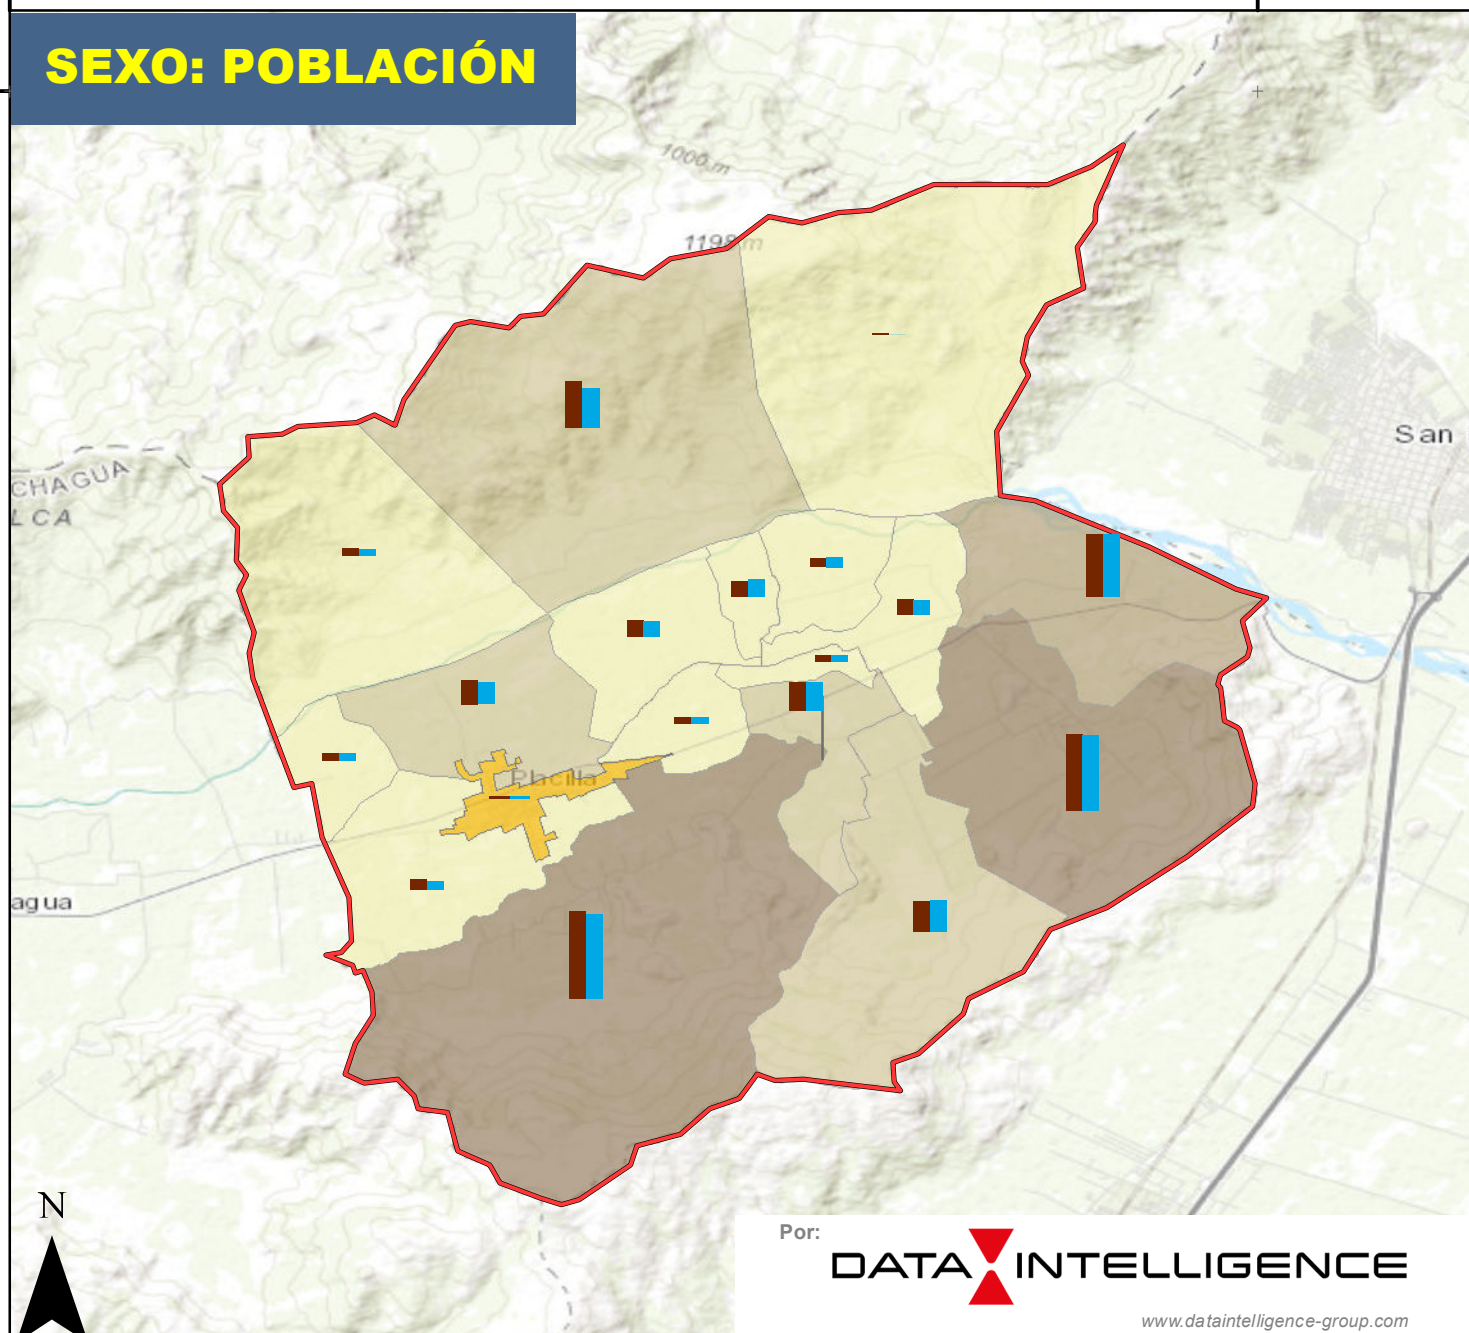 SEXO: POBLACIÓN
1000 m
1198 m
San
CHAGUA
LCA
Placilla
agua
N
Por:
DATA INTELLIGENCE
www.dataintelligence-group.com